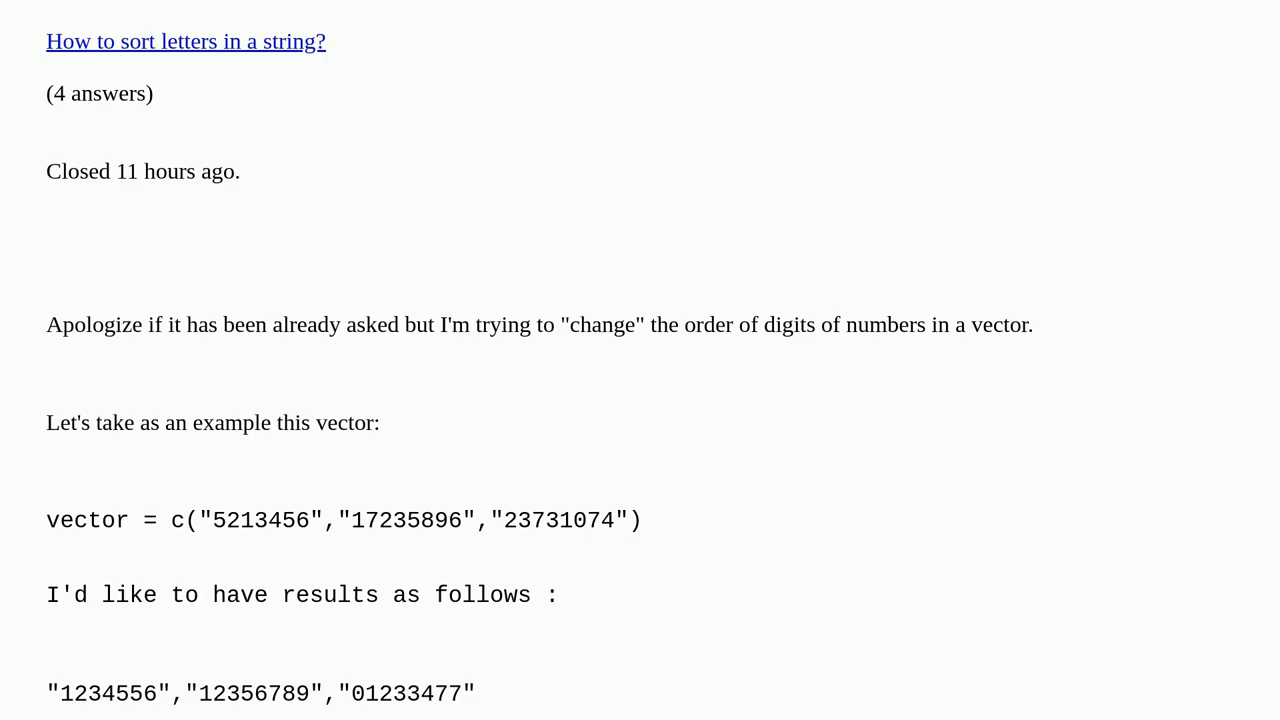 How to sort letters in a string?
(4 answers)
Closed 11 hours ago.
Apologize if it has been already asked but I'm trying to "change" the order of digits of numbers in a vector.
Let's take as an example this vector:
vector = c("5213456","17235896","23731074")
I'd like to have results as follows :
"1234556","12356789","01233477"